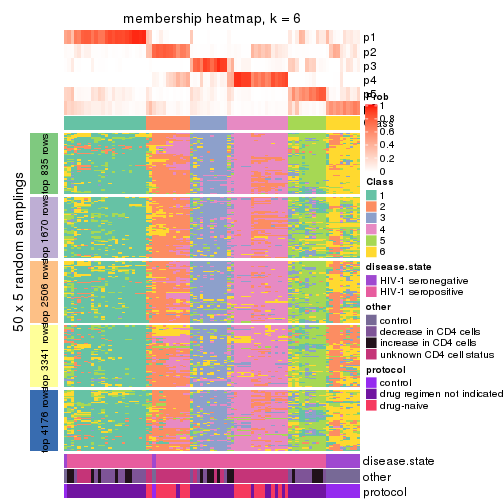 membership heatmap, k = 6
p1
p2
p3
p4
p5
Prob
1
0.8
0.6
0.4
0.2
0
Class
1
2
3
4
5
6
disease.state
HIV-1 seronegative
HIV-1 seropositive
other
control
decrease in CD4 cells
increase in CD4 cells
unknown CD4 cell status
protocol
control
drug regimen not indicated
drug-naive
50 x 5 random samplings
top 835 rows
top 1670 rows
top 2506 rows
top 3341 rows
top 4176 rows
disease.state
other
protocol